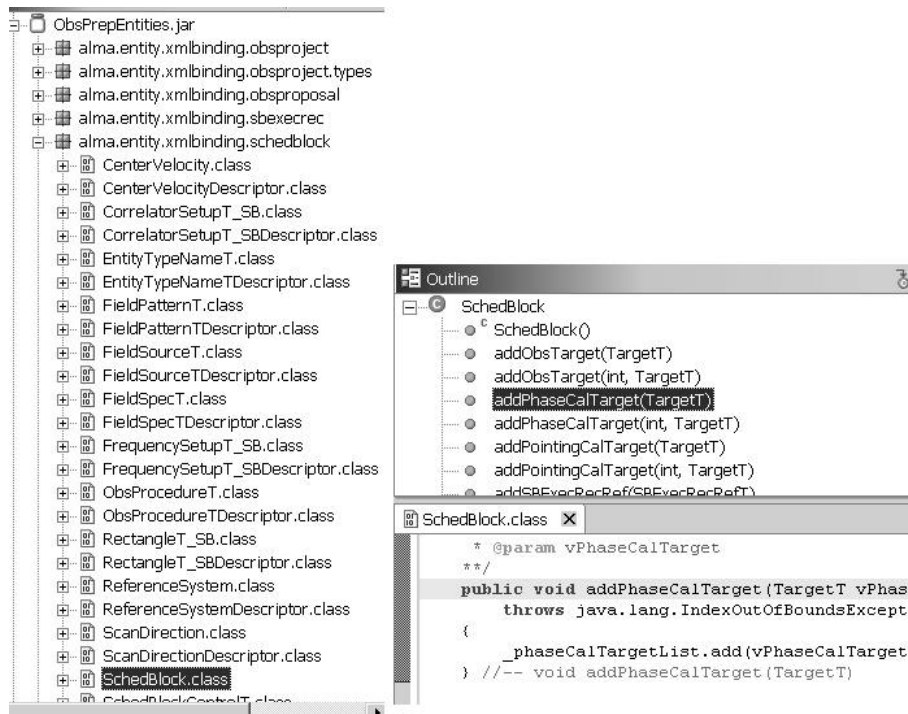 ObsPrepEntities.jar
alma.entity.xmlbinding.obsproject
alma.entity.xmlbinding.obsproject.types
alma.entity.xmlbinding.obsproposal
alma.entity.xmlbinding.sbexecrec
alma.entity.xmlbinding.schedblock
CenterVelocity.class
CenterVelocityDescriptor.class
CorrelatorSetupT_SB.class
CorrelatorSetupT_SBDescriptor.class
EntityTypeNameT.class
EntityTypeNameTDescriptor.class
FieldPatternT.class
FieldPatternTDescriptor.class
FieldSourceT.class
FieldSourceTDescriptor.class
FieldSpecT.class
FieldSpecTDescriptor.class
FrequencySetupT_SB.class
FrequencySetupT_SBDescriptor.class
ObsProcedureT.class
ObsProcedureTDescriptor.class
RectangleT_SB.class
RectangleT_SBDescriptor.class
ReferenceSystem.class
ReferenceSystemDescriptor.class
ScanDirection.class
ScanDirectionDescriptor.class
SchedBlock.class
SchedBlockControlT.class
Outline
SchedBlock
SchedBlock()
addObsTarget(TargetT)
addObsTarget(int, TargetT)
addPhaseCalTarget(TargetT)
addPhaseCalTarget(int, TargetT)
addPointingCalTarget(TargetT)
addPointingCalTarget(int, TargetT)
addSBExecRecRef(SBExecRecRefT)
SchedBlock.class
* @param vPhaseCalTarget
**/
public void addPhaseCalTarget(TargetT vPhas
throws java.lang.IndexOutOfBoundsExcept
{
_phaseCalTargetList.add(vPhaseCalTarget
} //-- void addPhaseCalTarget(TargetT)